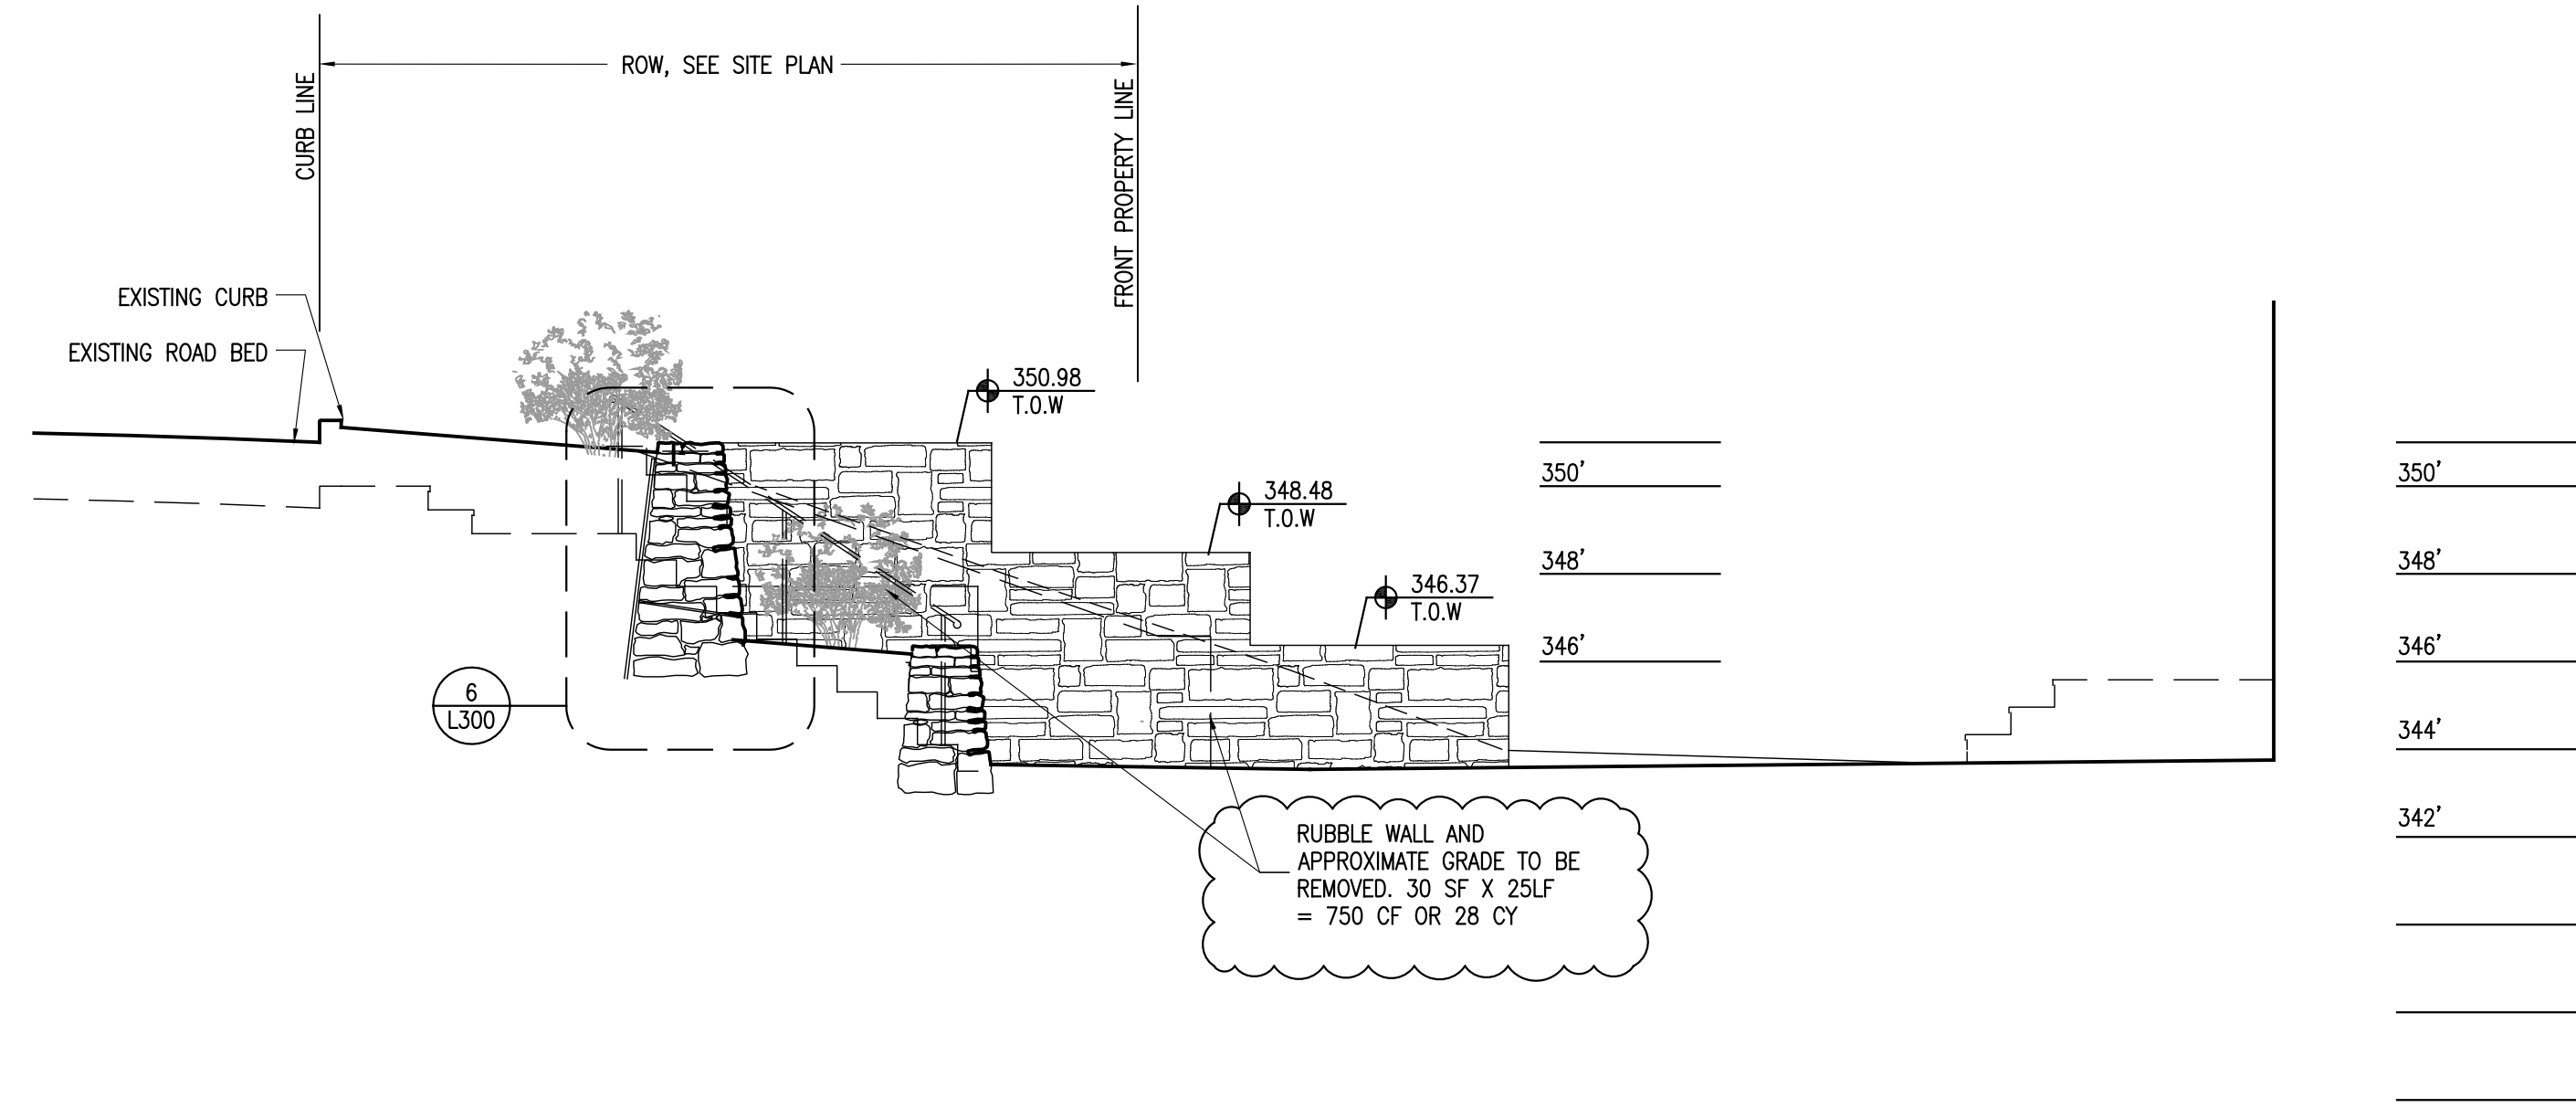 ROW, SEE SITE PLAN
CURB LINE
FRONT PROPERTY LINE
EXISTING CURB
EXISTING ROAD BED
350.98
T.O.W
348.48
T.O.W
346.37
T.O.W
350'
348'
346'
350'
348'
346'
344'
342'
6
L300
RUBBLE WALL AND
APPROXIMATE GRADE TO BE
REMOVED. 30 SF X 25LF
= 750 CF OR 28 CY